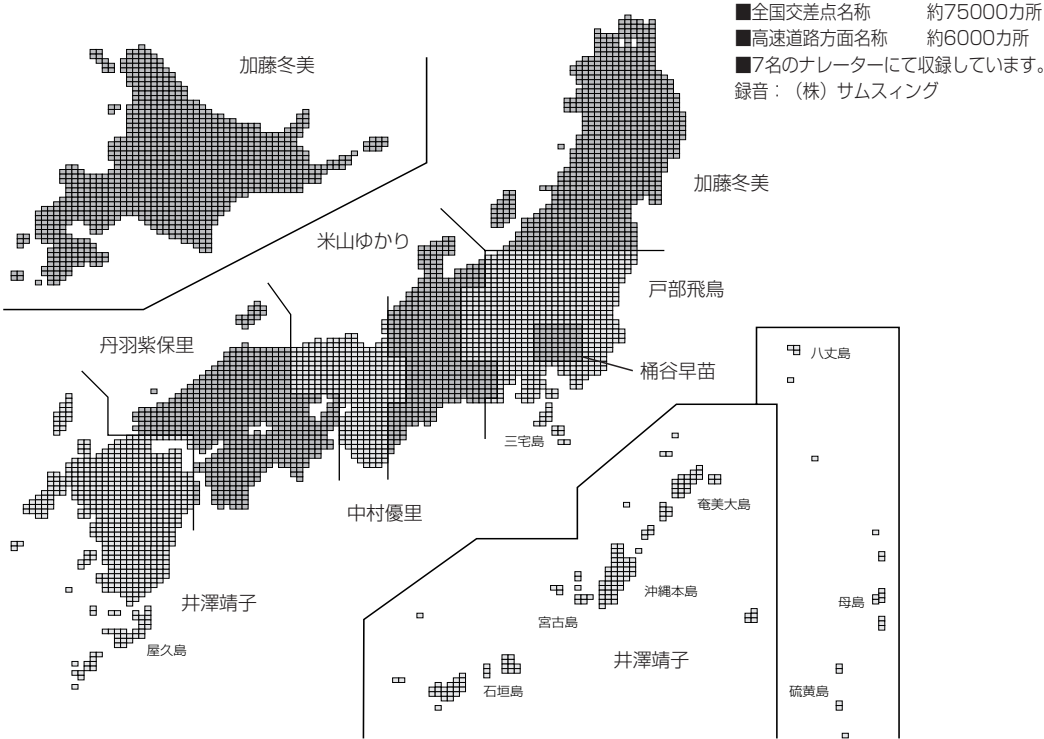 ■全国交差点名称　約75000カ所
■高速道路方面名称　約6000カ所
■7名のナレーターにて収録しています。
録音：（株）サムスィング
加藤冬美
加藤冬美
米山ゆかり
戸部飛鳥
丹羽紫保里
八丈島
桶谷早苗
三宅島
奄美大島
中村優里
沖縄本島
井澤靖子
母島
宮古島
屋久島
井澤靖子
石垣島
硫黄島